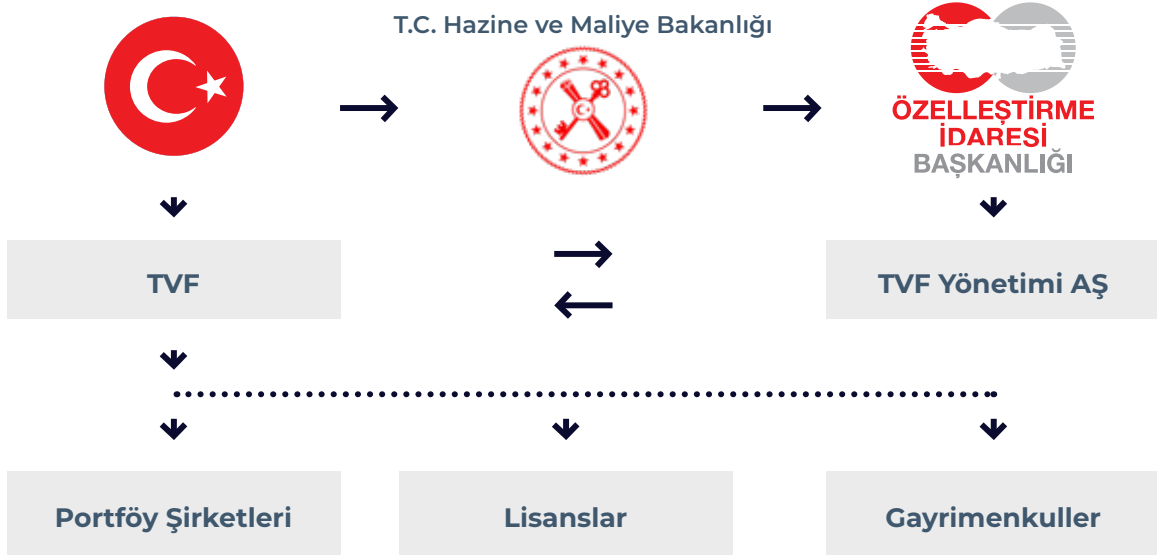 T.C. Hazine ve Maliye Bakanlığı
ÖZELLEŞTİRME
İDARESİ
BAŞKANLIĞI
TVF
TVF Yönetimi AŞ
Portföy Şirketleri
Lisanslar
Gayrimenkuller